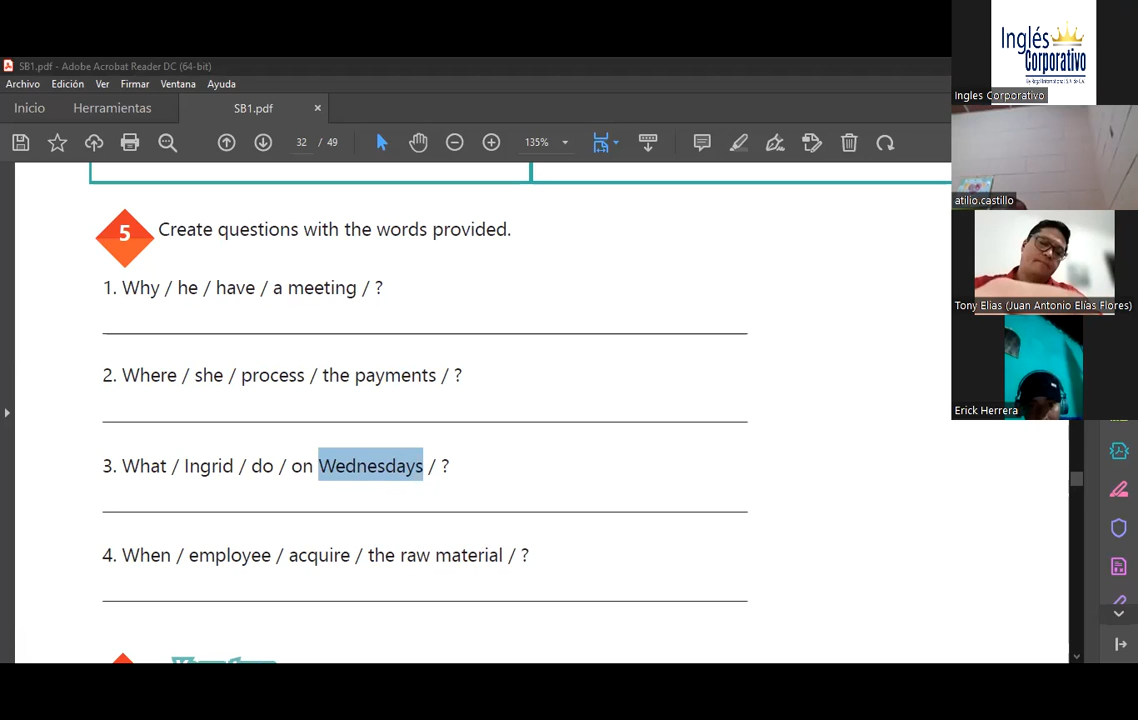 SB1.pdf - Adobe Acrobat Reader DC (64-bit)
Archivo Edición Ver Firmar Ventana Ayuda
Inicio Herramientas SB1.pdf ×
32 / 49 135%
5 Create questions with the words provided.
1. Why / he / have / a meeting / ?
2. Where / she / process / the payments / ?
3. What / Ingrid / do / on Wednesdays / ?
4. When / employee / acquire / the raw material / ?
Inglés
Corporativo
Ingles Corporativo
atilio.castillo
Tony Elias (Juan Antonio Elías Flores)
Erick Herrera